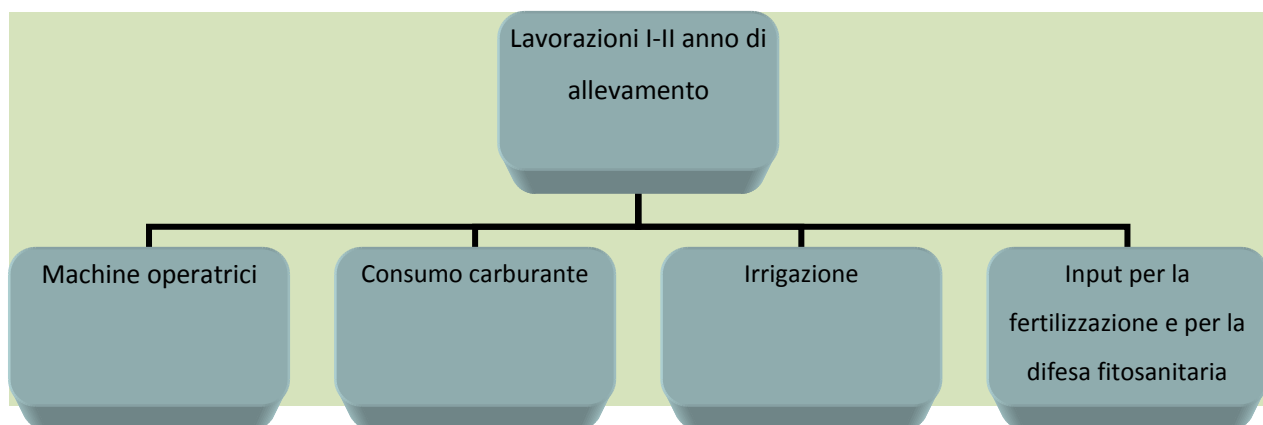 Lavorazioni I-II anno di
allevamento
Machine operatrici
Consumo carburante
Irrigazione
Input per la
fertilizzazione e per la
difesa fitosanitaria